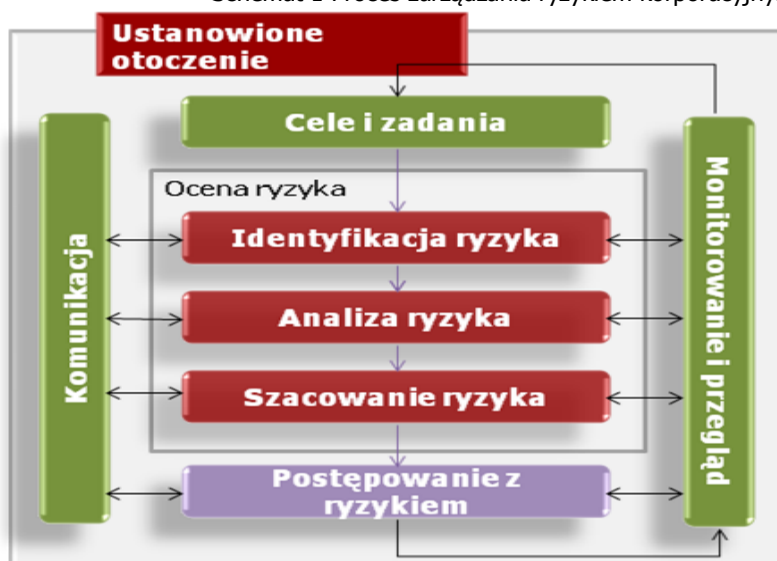 Ustanowione
otoczenie
Cele i zadania
Ocena ryzyka
Identyfikacja ryzyka
Analiza ryzyka
Szacowanie ryzyka
Postępowanie z
ryzykiem
Komunikacja
Monitorowanie i przegląd